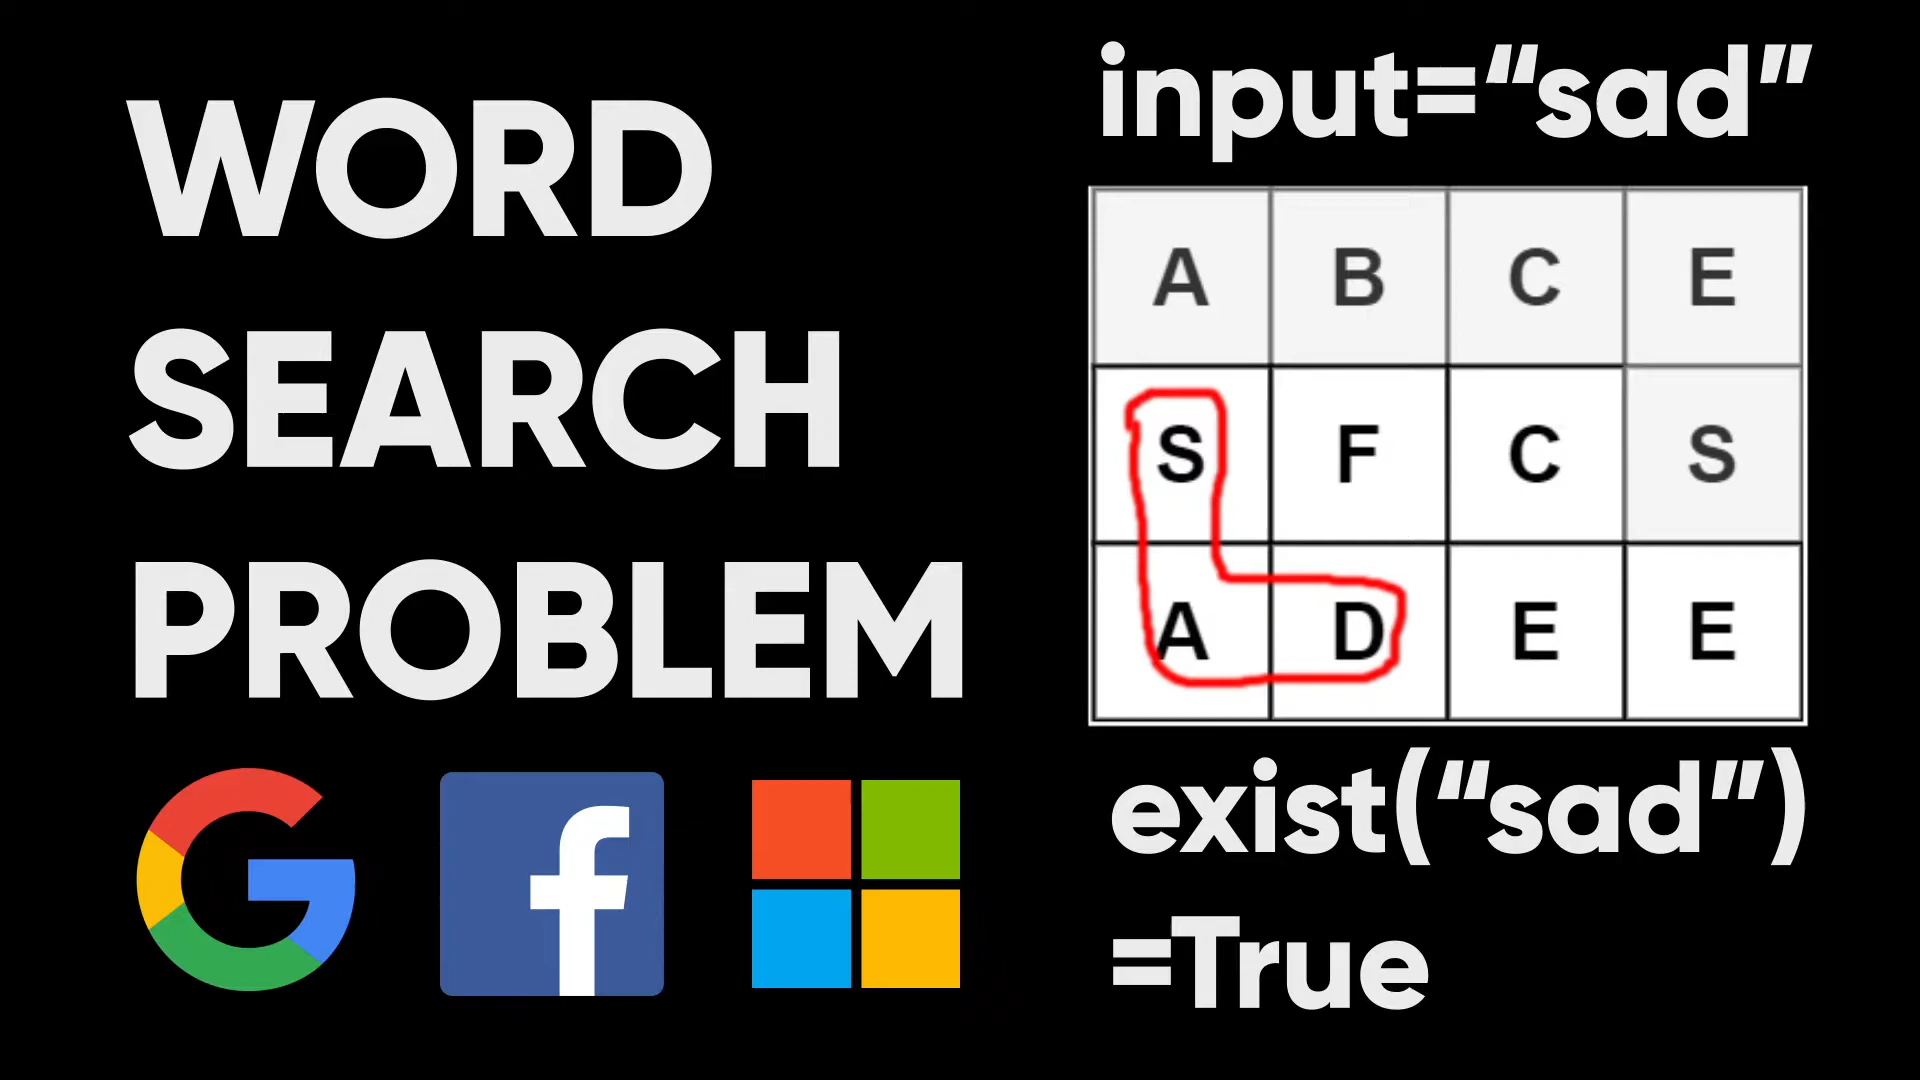 WORD
SEARCH
PROBLEM
input=“sad”
A B C E
S F C S
A D E E
exist(“sad”)
=True